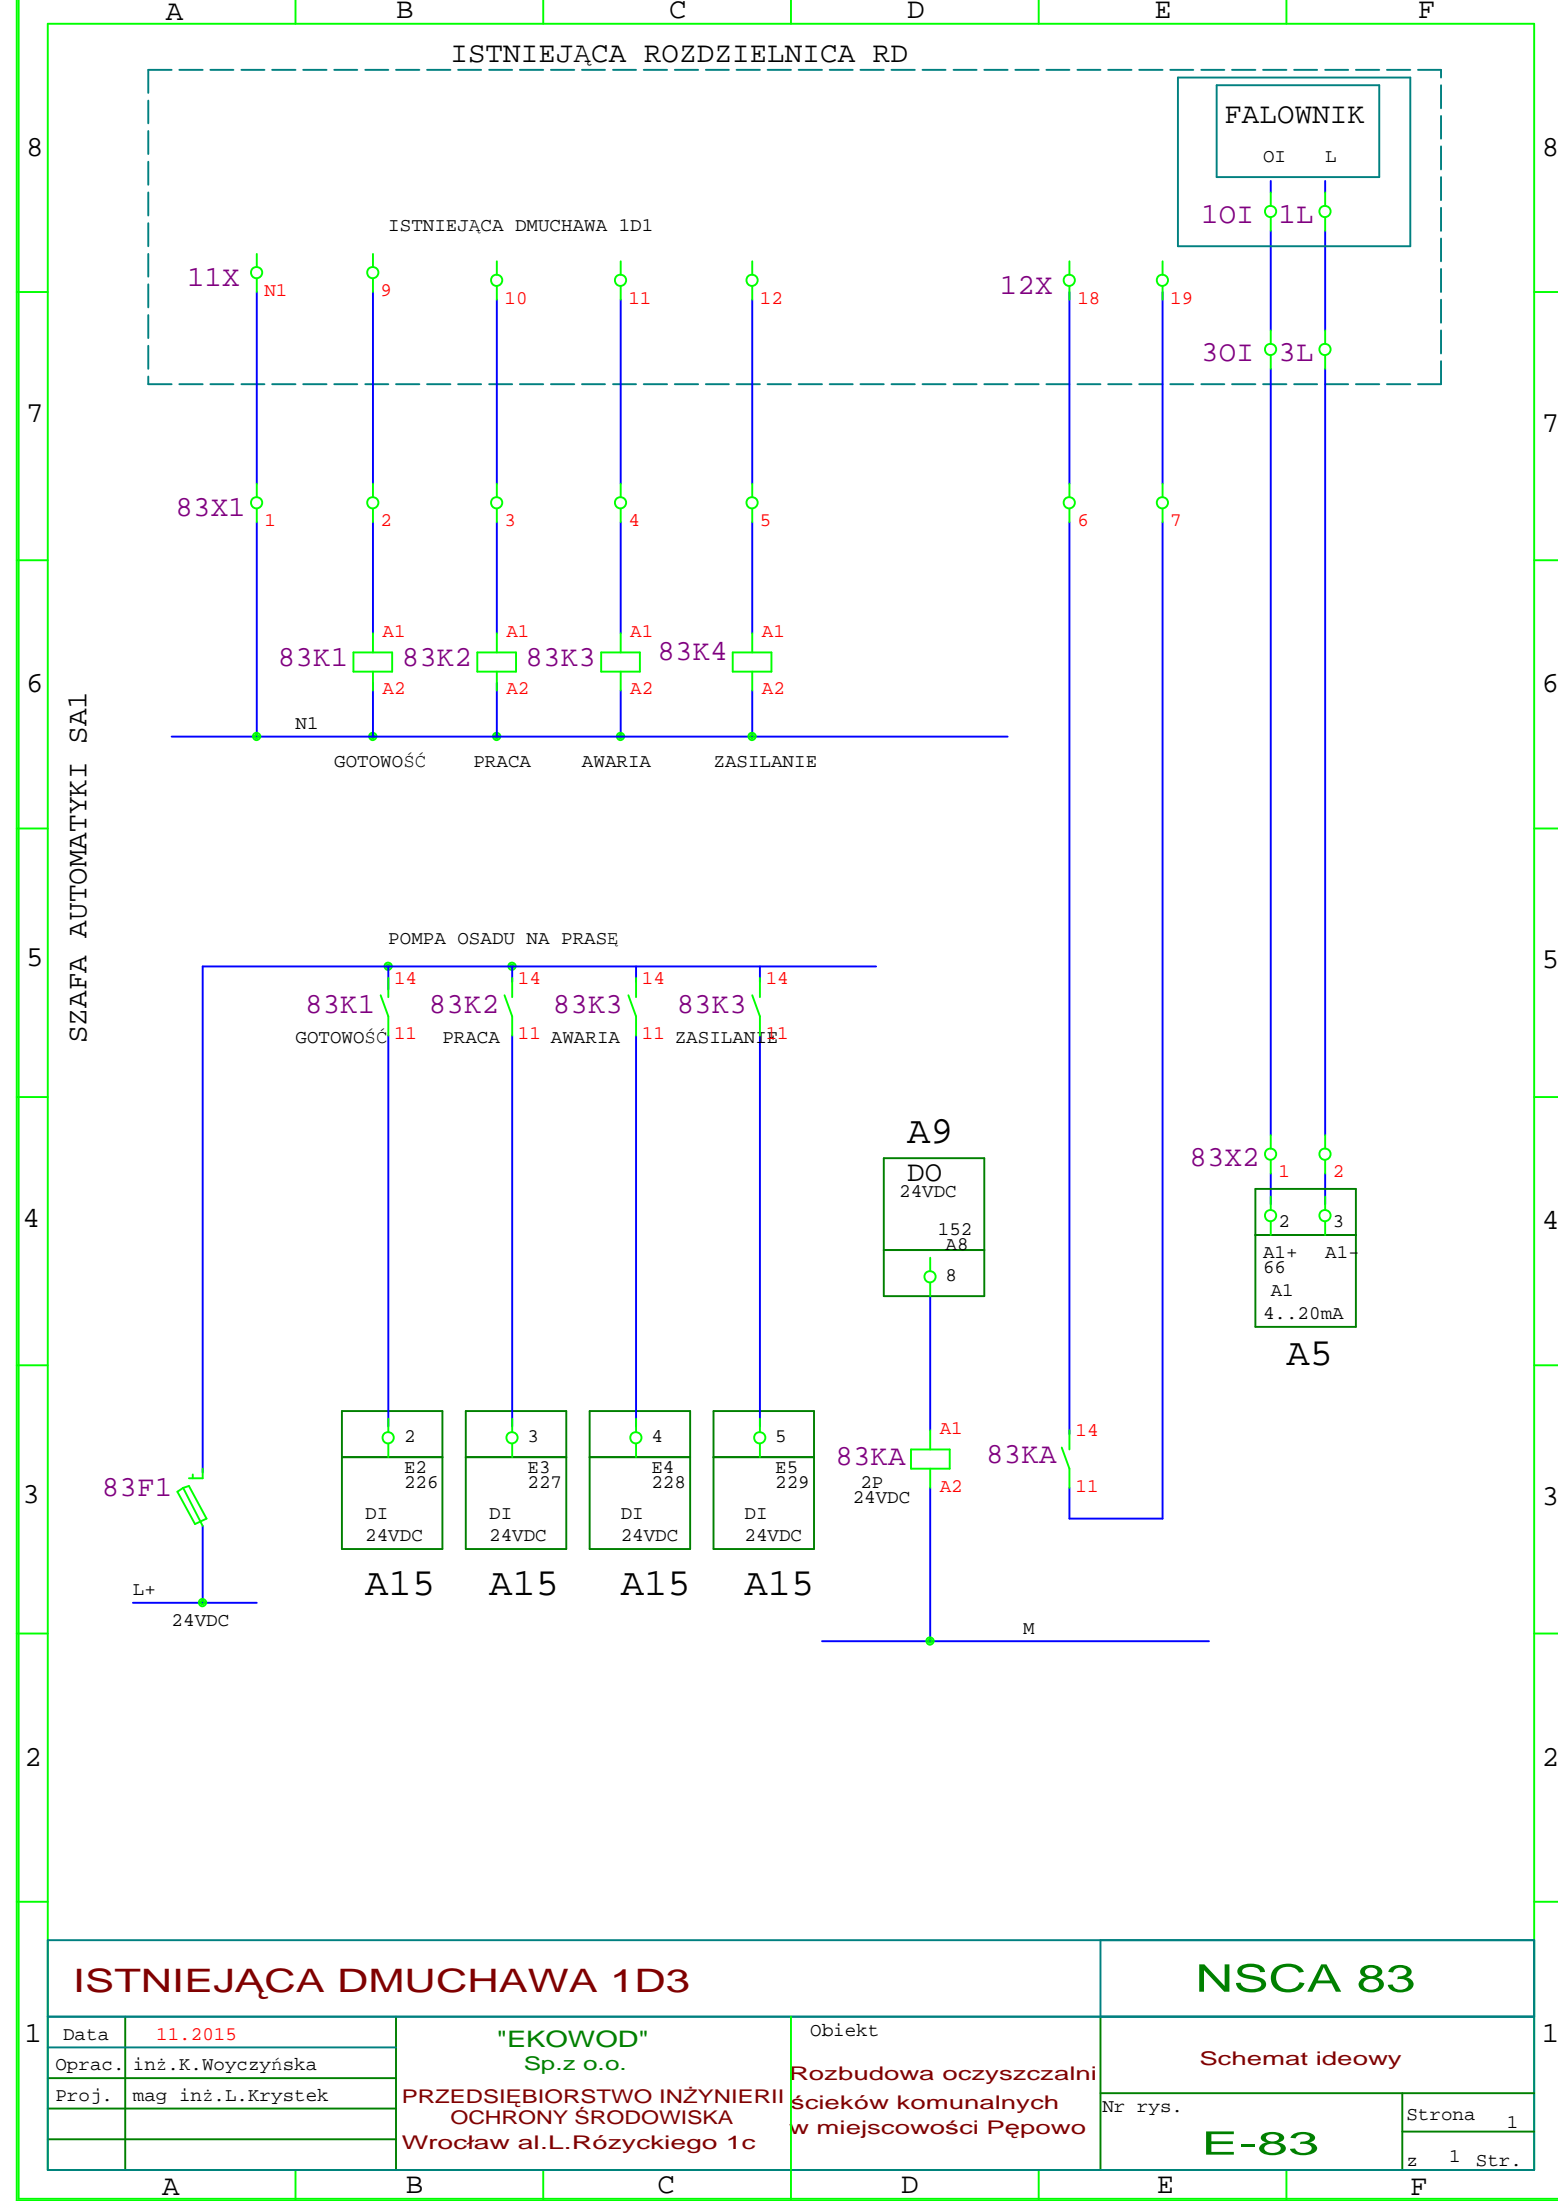 A B C D E F
ISTNIEJĄCA ROZDZIELNICA RD
FALOWNIK
8 8
OI L
1OI 1L
ISTNIEJĄCA DMUCHAWA 1D1
11X N1 9 10 11 12 12X 18 19
3OI 3L
7 7
83X1 1 2 3 4 5 6 7
A1 A1 A1 A1
83K1 83K2 83K3 83K4
A2 A2 A2 A2
6 6
N1
GOTOWOŚĆ PRACA AWARIA ZASILANIE
SZAFA AUTOMATYKI SA1
POMPA OSADU NA PRASĘ
5 5
14 14 14 14
83K1 83K2 83K3 83K3
GOTOWOŚĆ 11 PRACA 11 AWARIA 11 ZASILANIE 11
A9
DO
24VDC
152
A8
8
83X2 1 2
4 4
2 3
A1+ A1-
66
A1
4..20mA
A5
2 3 4 5
E2 E3 E4 E5
226 227 228 229
DI DI DI DI
24VDC 24VDC 24VDC 24VDC
A15 A15 A15 A15
A1 14
83KA 83KA
2P A2 11
24VDC
3 3
83F1
L+
24VDC
M
2 2
ISTNIEJĄCA DMUCHAWA 1D3
NSCA 83
1 1
Data 11.2015
Oprac. inż.K.Woyczyńska
Proj. mag inż.L.Krystek
"EKOWOD"
Sp.z o.o.
PRZEDSIĘBIORSTWO INŻYNIERII
OCHRONY ŚRODOWISKA
Wrocław al.L.Rózyckiego 1c
Obiekt
Rozbudowa oczyszczalni
ścieków komunalnych
w miejscowości Pępowo
Schemat ideowy
Nr rys.
E-83
Strona 1
z 1 Str.
A B C D E F